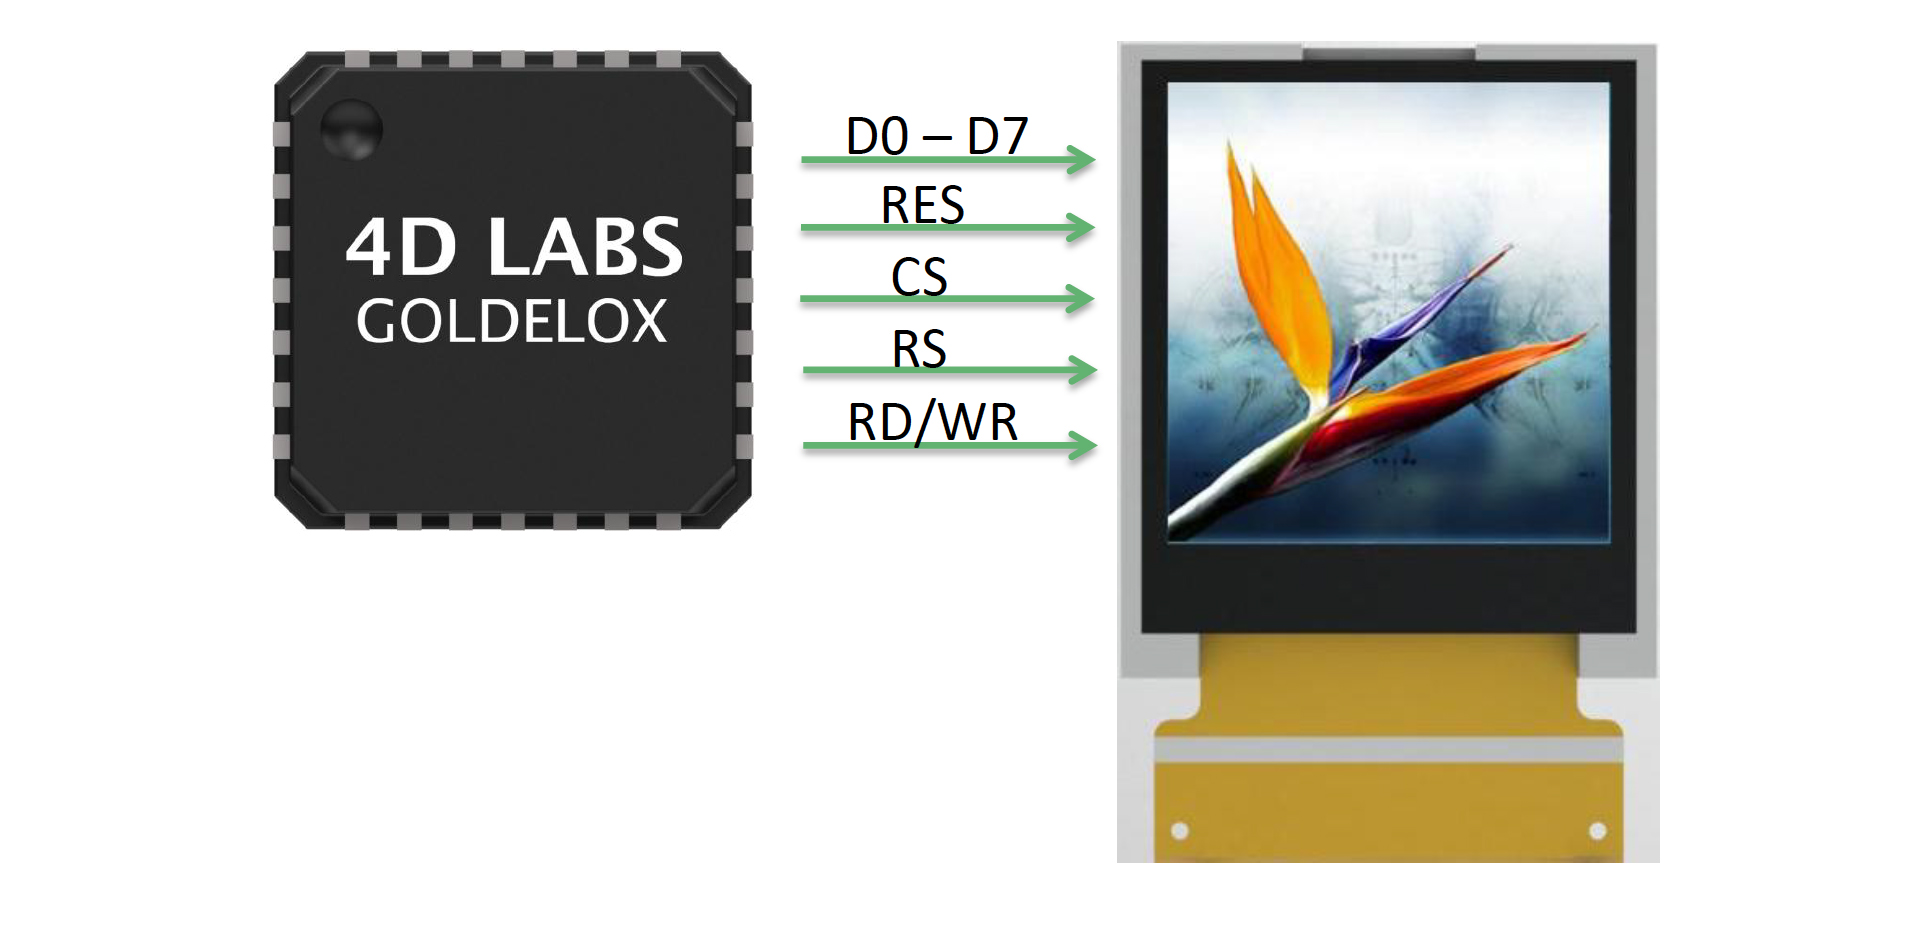 4D LABS
GOLDELOX
D0 – D7
RES
CS
RS
RD/WR